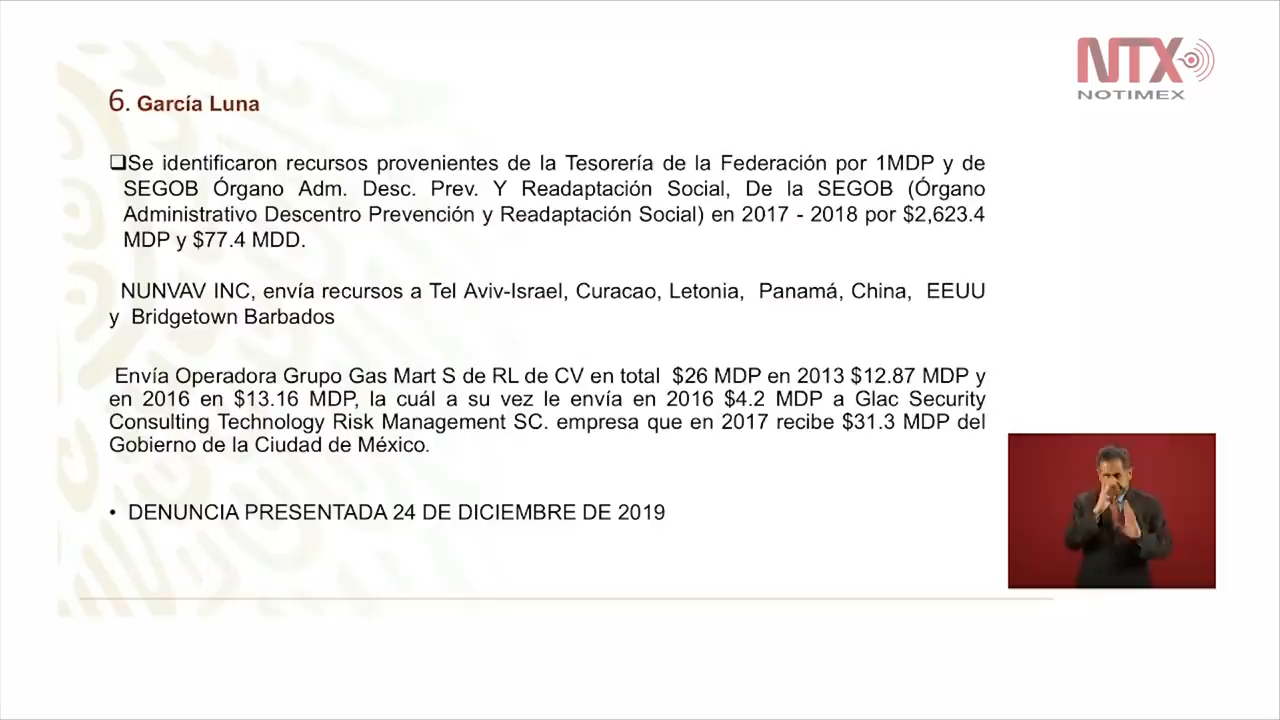 NTX
NOTIMEX
6. García Luna
❑Se identificaron recursos provenientes de la Tesorería de la Federación por 1MDP y de
SEGOB Órgano Adm. Desc. Prev. Y Readaptación Social, De la SEGOB (Órgano
Administrativo Descentro Prevención y Readaptación Social) en 2017 - 2018 por $2,623.4
MDP y $77.4 MDD.
NUNVAV INC, envía recursos a Tel Aviv-Israel, Curacao, Letonia, Panamá, China, EEUU
y Bridgetown Barbados
Envía Operadora Grupo Gas Mart S de RL de CV en total $26 MDP en 2013 $12.87 MDP y
en 2016 en $13.16 MDP, la cuál a su vez le envía en 2016 $4.2 MDP a Glac Security
Consulting Technology Risk Management SC. empresa que en 2017 recibe $31.3 MDP del
Gobierno de la Ciudad de México.
• DENUNCIA PRESENTADA 24 DE DICIEMBRE DE 2019